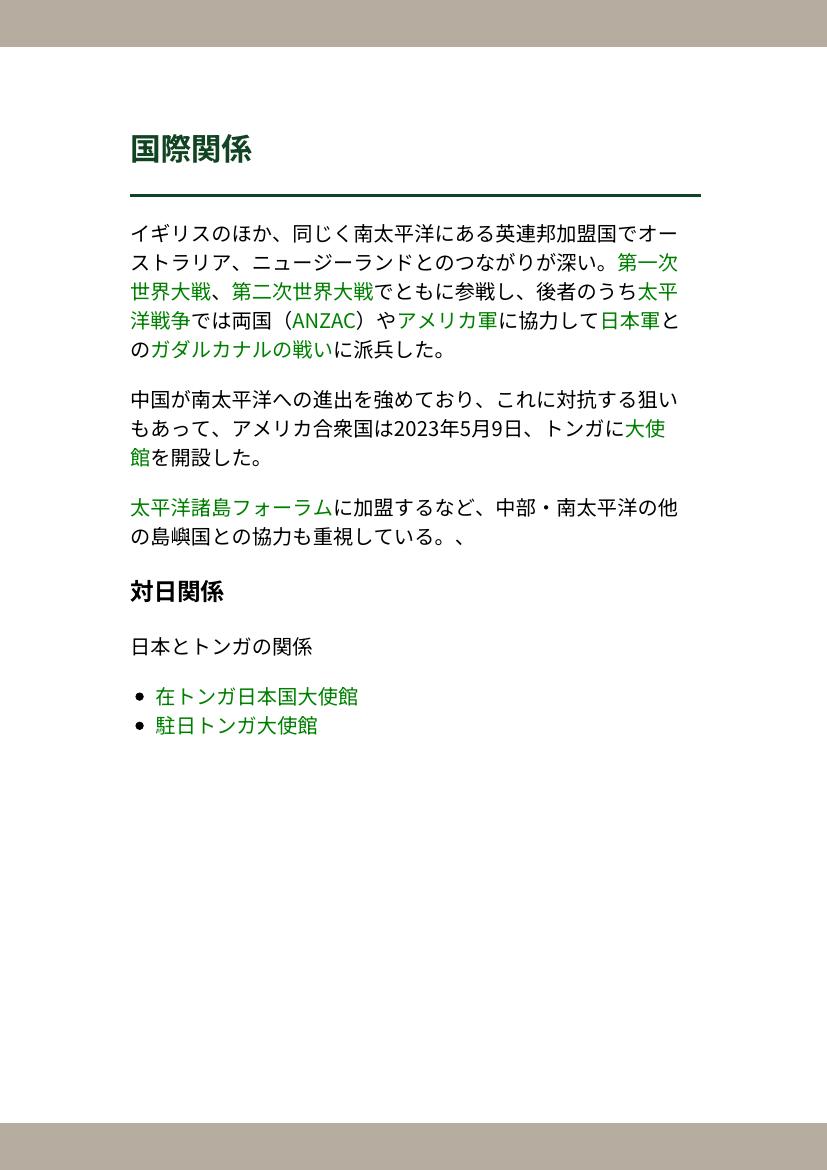 国際関係
イギリスのほか、同じく南太平洋にある英連邦加盟国でオー
ストラリア、ニュージーランドとのつながりが深い。第一次
世界大戦、第二次世界大戦でともに参戦し、後者のうち太平
洋戦争では両国（ANZAC）やアメリカ軍に協力して日本軍と
のガダルカナルの戦いに派兵した。
中国が南太平洋への進出を強めており、これに対抗する狙い
もあって、アメリカ合衆国は2023年5月9日、トンガに大使
館を開設した。
太平洋諸島フォーラムに加盟するなど、中部・南太平洋の他
の島嶼国との協力も重視している。、
対日関係
日本とトンガの関係
• 在トンガ日本国大使館
• 駐日トンガ大使館